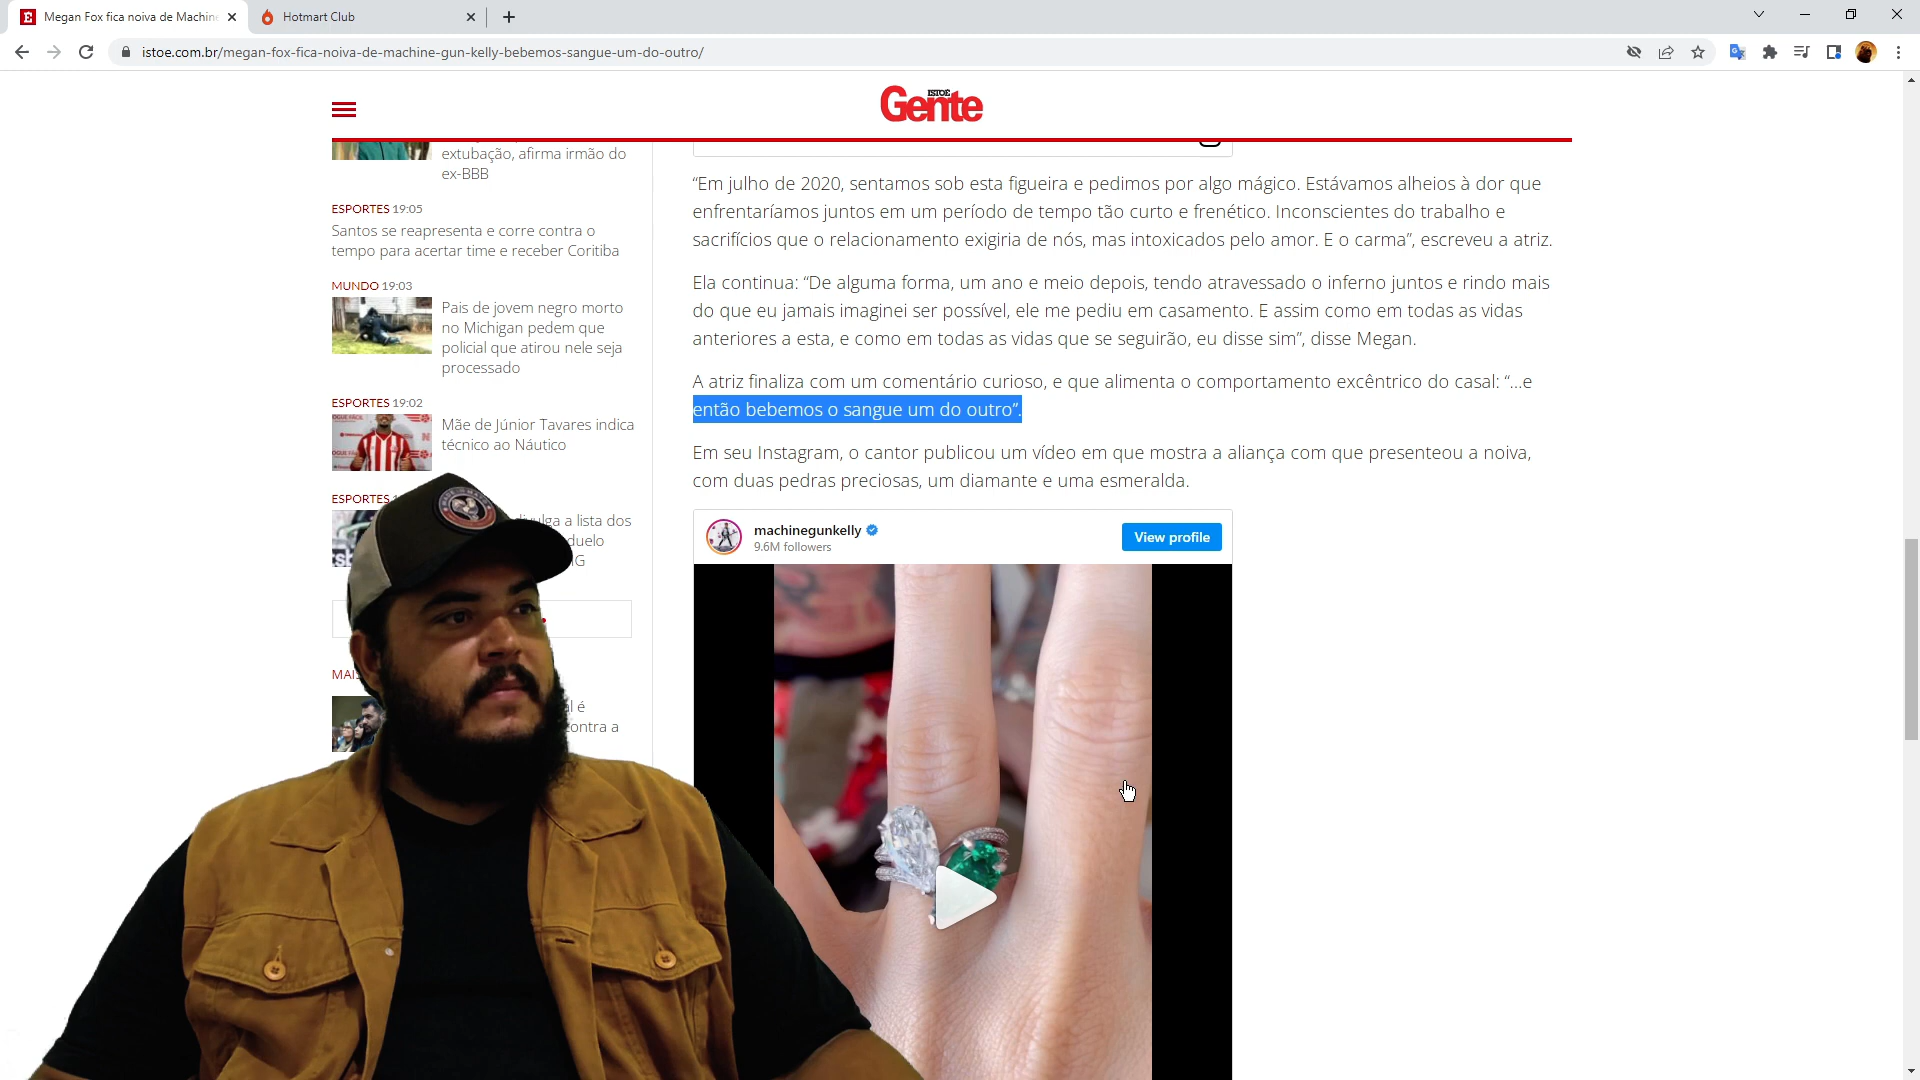 Megan Fox fica noiva de Machine
Hotmart Club
istoe.com.br/megan-fox-fica-noiva-de-machine-gun-kelly-bebemos-sangue-um-do-outro/
ISTOÉ
Gente
extubação, afirma irmão do
ex-BBB
ESPORTES 19:05
Santos se reapresenta e corre contra o
tempo para acertar time e receber Coritiba
MUNDO 19:03
Pais de jovem negro morto
no Michigan pedem que
policial que atirou nele seja
processado
ESPORTES 19:02
Mãe de Júnior Tavares indica
técnico ao Náutico
ESPORTES
divulga a lista dos
duelo
“Em julho de 2020, sentamos sob esta figueira e pedimos por algo mágico. Estávamos alheios à dor que
enfrentaríamos juntos em um período de tempo tão curto e frenético. Inconscientes do trabalho e
sacrifícios que o relacionamento exigiria de nós, mas intoxicados pelo amor. E o carma”, escreveu a atriz.
Ela continua: “De alguma forma, um ano e meio depois, tendo atravessado o inferno juntos e rindo mais
do que eu jamais imaginei ser possível, ele me pediu em casamento. E assim como em todas as vidas
anteriores a esta, e como em todas as vidas que se seguirão, eu disse sim”, disse Megan.
A atriz finaliza com um comentário curioso, e que alimenta o comportamento excêntrico do casal: “…e
então bebemos o sangue um do outro”.
Em seu Instagram, o cantor publicou um vídeo em que mostra a aliança com que presenteou a noiva,
com duas pedras preciosas, um diamante e uma esmeralda.
machinegunkelly
9.6M followers
View profile